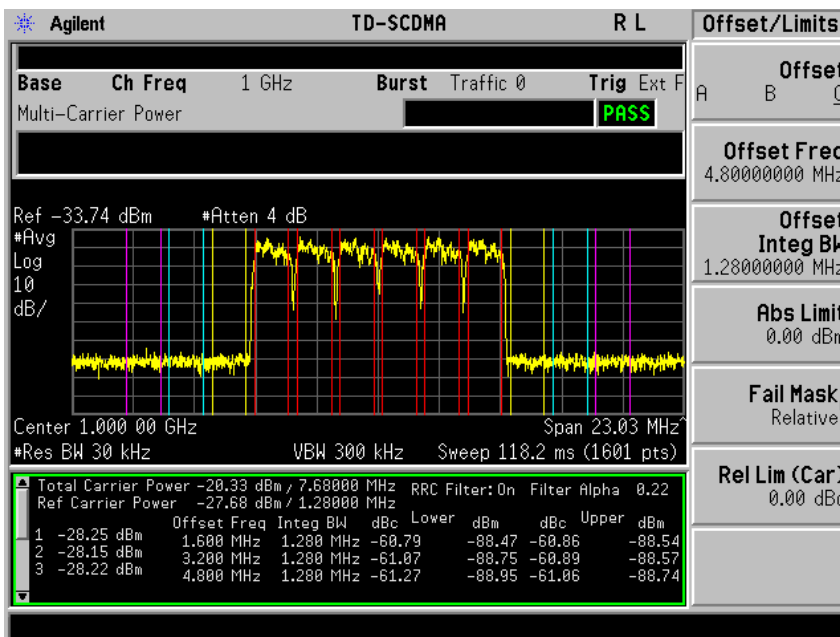 Agilent TD-SCDMA R L Offset/Limits
Base Ch Freq 1 GHz Burst Traffic 0 Trig Ext F
Multi-Carrier Power PASS
Offset
A B C
Offset Freq
4.80000000 MHz
Offset
Integ BW
1.28000000 MHz
Abs Limit
0.00 dBm
Fail Mask
Relative
Rel Lim (Car)
0.00 dBc
Ref -33.74 dBm #Atten 4 dB
#Avg
Log
10
dB/
Center 1.000 00 GHz Span 23.03 MHz^
#Res BW 30 kHz VBW 300 kHz Sweep 118.2 ms (1601 pts)
Total Carrier Power -20.33 dBm/ 7.68000 MHz RRC Filter: On Filter Alpha 0.22
Ref Carrier Power -27.68 dBm/ 1.28000 MHz
Offset Freq Integ BW dBc Lower dBm dBc Upper dBm
1 -28.25 dBm 1.600 MHz 1.280 MHz -60.79 -88.47 -60.86 -88.54
2 -28.15 dBm 3.200 MHz 1.280 MHz -61.07 -88.75 -60.89 -88.57
3 -28.22 dBm 4.800 MHz 1.280 MHz -61.27 -88.95 -61.06 -88.74